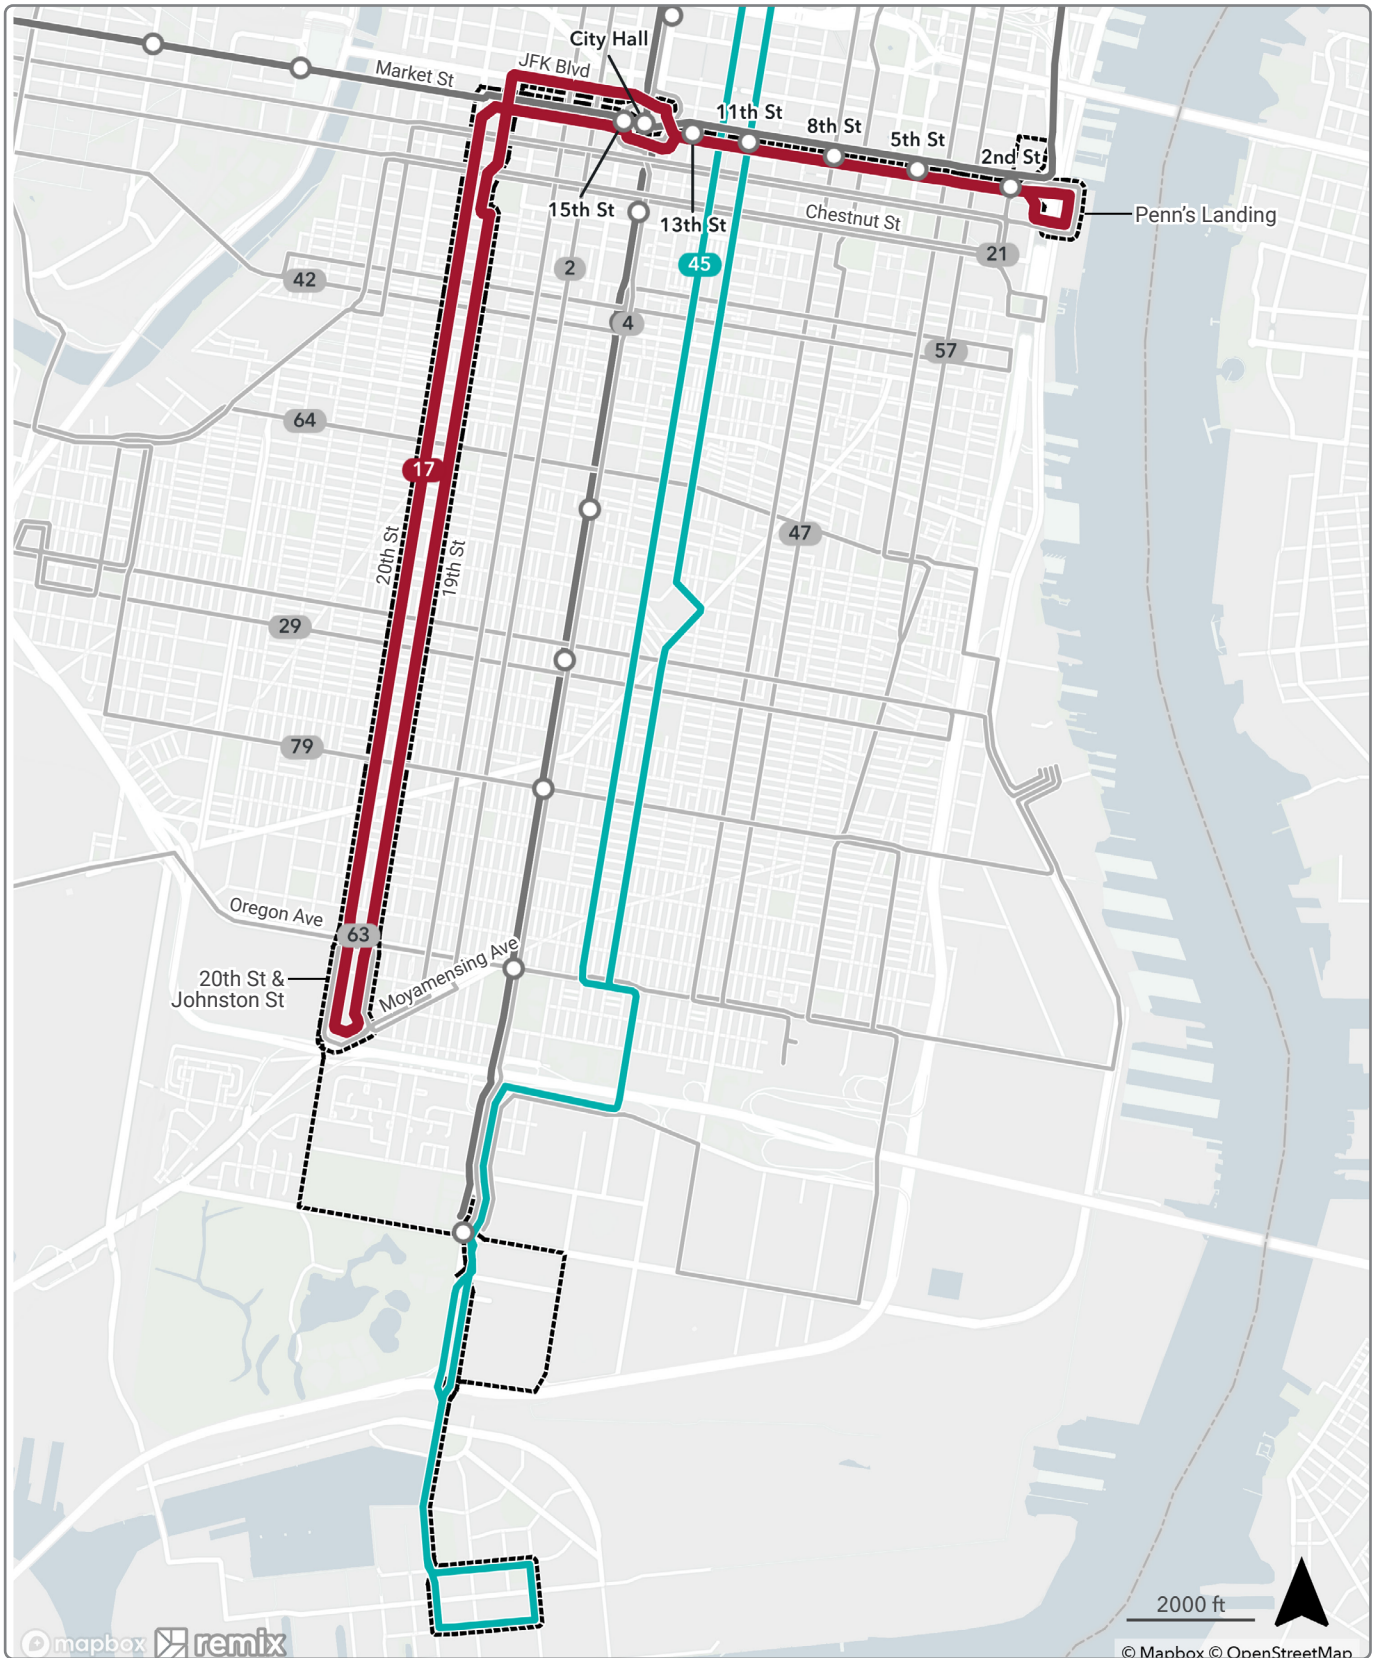 City Hall
JFK Blvd
Market St
11th St
8th St
5th St
2nd St
15th St
13th St
Chestnut St
Penn's Landing
21
2
45
42
4
57
64
17
47
20th St
19th St
29
79
Oregon Ave
63
Moyamensing Ave
20th St &
Johnston St
2000 ft
mapbox
remix
© Mapbox © OpenStreetMap